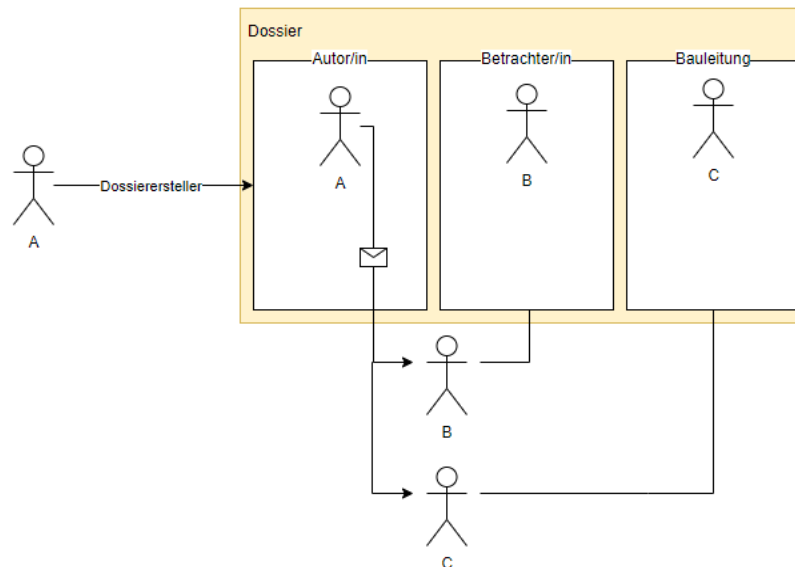 Dossier
Autor/in
Betrachter/in
Bauleitung
A
B
C
Dossierersteller
A
B
C